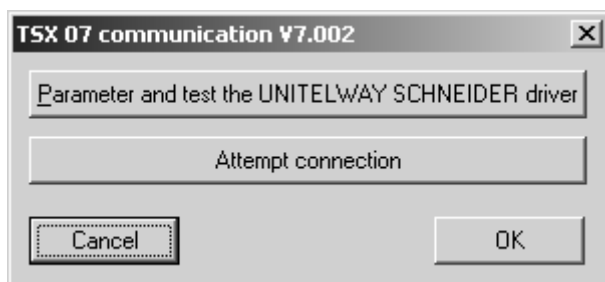 TSX 07 communication V7.002
Parameter and test the UNITELWAY SCHNEIDER driver
Attempt connection
Cancel
OK